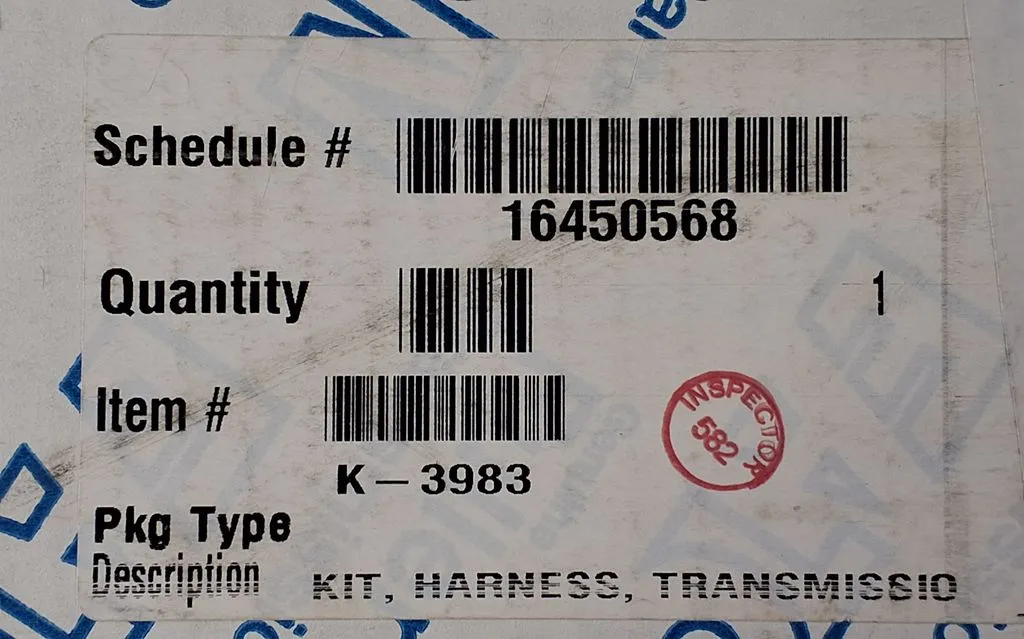 Schedule #
16450568
Quantity 1
Item #
K-3983
INSPECTOR
582
Pkg Type
Description KIT, HARNESS, TRANSMISSIO